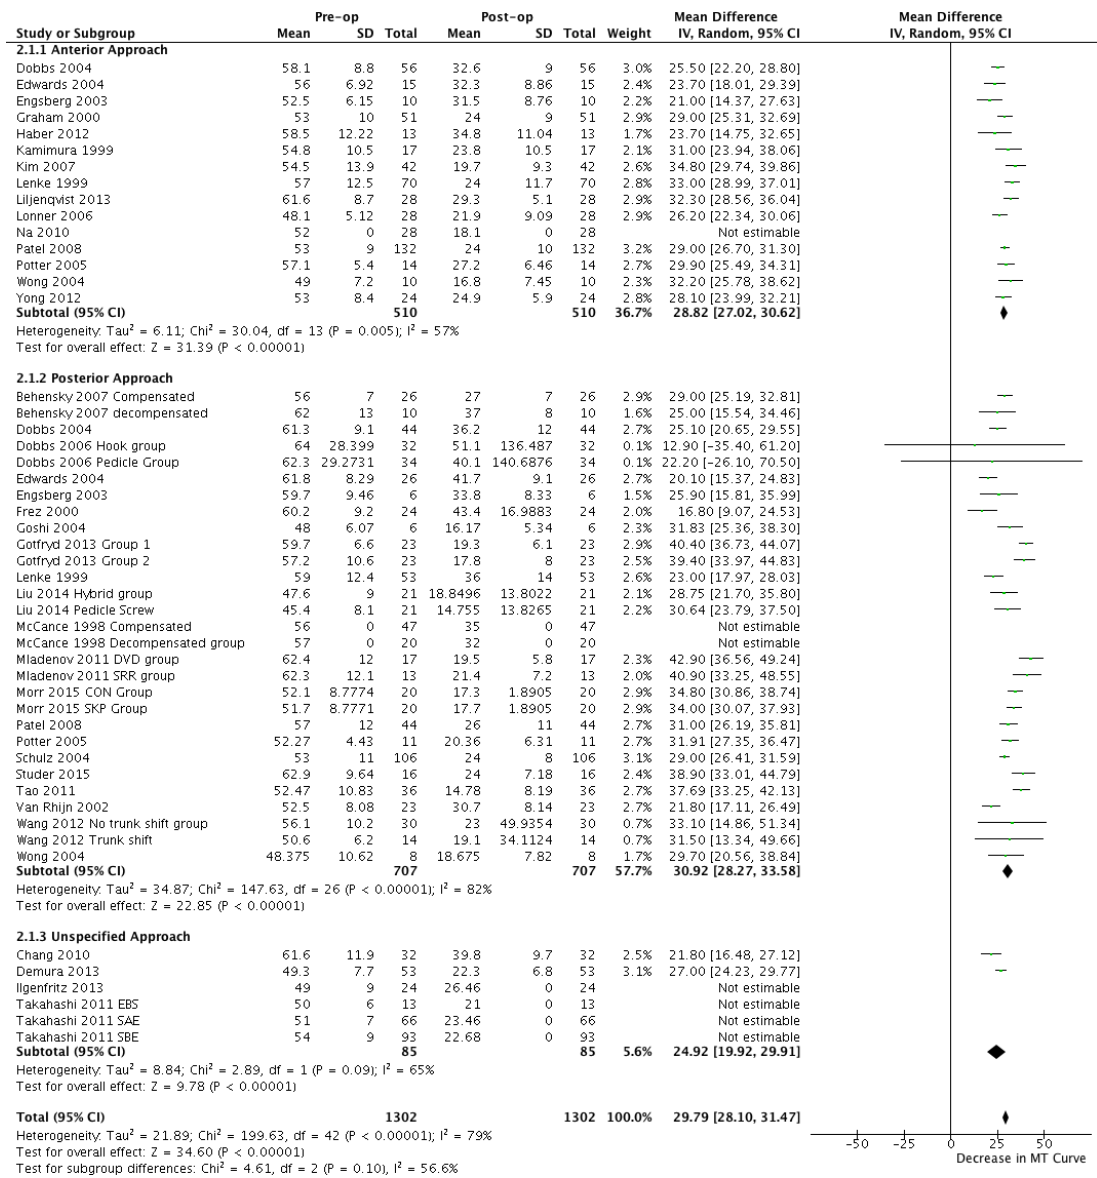 Pre-op Post-op Mean Difference Mean Difference
Study or Subgroup Mean SD Total Mean SD Total Weight IV, Random, 95% CI IV, Random, 95% CI
2.1.1 Anterior Approach
Dobbs 2004 58.1 8.8 56 32.6 9 56 3.0% 25.50 [22.20, 28.80]
Edwards 2004 56 6.92 15 32.3 8.86 15 2.4% 23.70 [18.01, 29.39]
Engsberg 2003 52.5 6.15 10 31.5 8.76 10 2.1% 21.00 [14.37, 27.63]
Graham 2000 53 10 51 24 9 51 2.9% 29.00 [25.31, 32.69]
Haber 2012 58.5 12.22 13 34.8 11.04 13 1.7% 23.70 [14.75, 32.65]
Kamimura 1999 54.8 10.5 17 23.8 10.5 17 2.1% 31.00 [23.94, 38.06]
Kim 2007 54.5 13.9 42 19.7 9.3 42 2.6% 34.80 [29.74, 39.86]
Lenke 1999 57 12.5 70 24 11.7 70 2.8% 33.00 [28.99, 37.01]
Liljenqvist 2013 61.6 8.7 28 29.3 5.1 28 2.9% 32.30 [28.56, 36.04]
Lonner 2006 48.1 5.12 28 21.9 9.09 28 2.9% 26.20 [22.34, 30.06]
Na 2010 52 0 28 18.1 0 28 Not estimable
Patel 2008 53 9 132 24 10 132 3.2% 29.00 [26.70, 31.30]
Potter 2005 57.1 5.4 14 27.2 6.46 14 2.7% 29.90 [25.49, 34.31]
Wong 2004 49 7.2 10 16.8 7.45 10 2.3% 32.20 [25.78, 38.62]
Yong 2012 53 8.4 24 24.9 5.9 24 2.8% 28.10 [23.99, 32.21]
Subtotal (95% CI) 510 510 36.7% 28.82 [27.02, 30.62]
Heterogeneity: Tau² = 6.11; Chi² = 30.04, df = 13 (P = 0.005); I² = 57%
Test for overall effect: Z = 31.39 (P < 0.00001)
2.1.2 Posterior Approach
Behensky 2007 Compensated 56 7 26 27 7 26 2.9% 29.00 [25.19, 32.81]
Behensky 2007 decompensated 62 13 10 37 8 10 1.6% 25.00 [15.54, 34.46]
Dobbs 2004 61.3 9.1 44 36.2 12 44 2.7% 25.10 [20.65, 29.55]
Dobbs 2006 Hook group 64 28.399 32 51.1 136.487 32 0.1% 12.90 [−35.40, 61.20]
Dobbs 2006 Pedicle Group 62.3 29.2731 34 40.1 140.6876 34 0.1% 22.20 [−26.10, 70.50]
Edwards 2004 61.8 8.29 26 41.7 9.1 26 2.6% 20.10 [15.37, 24.83]
Engsberg 2003 59.7 9.46 6 33.8 8.33 6 1.5% 25.90 [15.81, 35.99]
Frez 2000 60.2 9.2 24 43.4 16.9883 24 2.0% 16.80 [9.07, 24.53]
Goshi 2004 48 6.07 6 16.17 5.34 6 2.2% 31.83 [25.36, 38.30]
Gotfryd 2013 Group 1 59.7 6.6 23 19.3 6.1 23 2.9% 40.40 [36.73, 44.07]
Gotfryd 2013 Group 2 57.2 10.6 23 17.8 8 23 2.5% 39.40 [33.97, 44.83]
Lenke 1999 59 12.4 53 36 14 53 2.6% 23.00 [17.97, 28.03]
Liu 2014 Hybrid group 47.6 9 21 18.8496 13.8022 21 2.1% 28.75 [21.70, 35.80]
Liu 2014 Pedicle Screw 45.4 8.1 21 14.755 13.8265 21 2.2% 30.64 [23.79, 37.50]
McCance 1998 Compensated 56 0 47 35 0 47 Not estimable
McCance 1998 Decompensated group 57 0 20 32 0 20 Not estimable
Mladenov 2011 DVD group 62.4 12 17 19.5 5.8 17 2.3% 42.90 [36.56, 49.24]
Mladenov 2011 SRR group 62.3 12.1 13 21.4 7.2 13 2.0% 40.90 [33.25, 48.55]
Morr 2015 CON Group 52.1 8.7774 20 17.3 1.8905 20 2.9% 34.80 [30.86, 38.74]
Morr 2015 SKP Group 51.7 8.7771 20 17.7 1.8905 20 2.9% 34.00 [30.07, 37.93]
Patel 2008 57 12 44 26 11 44 2.7% 31.00 [26.19, 35.81]
Potter 2005 52.27 4.43 11 20.36 6.31 11 2.7% 31.91 [27.35, 36.47]
Schulz 2004 53 11 106 24 8 106 3.1% 29.00 [26.41, 31.59]
Studer 2015 62.9 9.64 16 24 7.18 16 2.4% 38.90 [33.01, 44.79]
Tao 2011 52.47 10.83 36 14.78 8.19 36 2.7% 37.69 [33.25, 42.13]
Van Rhijn 2002 52.5 8.08 23 30.7 8.14 23 2.7% 21.80 [17.11, 26.49]
Wang 2012 No trunk shift group 56.1 10.2 30 23 49.9354 30 0.7% 33.10 [14.86, 51.34]
Wang 2012 Trunk shift 50.6 6.2 14 19.1 34.1124 14 0.7% 31.50 [13.34, 49.66]
Wong 2004 48.375 10.62 8 18.675 7.82 8 1.7% 29.70 [20.56, 38.84]
Subtotal (95% CI) 707 707 57.7% 30.92 [28.27, 33.58]
Heterogeneity: Tau² = 34.87; Chi² = 147.63, df = 26 (P < 0.00001); I² = 82%
Test for overall effect: Z = 22.85 (P < 0.00001)
2.1.3 Unspecified Approach
Chang 2010 61.6 11.9 32 39.8 9.7 32 2.5% 21.80 [16.48, 27.12]
Demura 2013 49.3 7.7 53 22.3 6.8 53 3.1% 27.00 [24.23, 29.77]
Ilgenfritz 2013 49 9 24 26.46 0 24 Not estimable
Takahashi 2011 EBS 50 6 13 21 0 13 Not estimable
Takahashi 2011 SAE 51 7 66 23.46 0 66 Not estimable
Takahashi 2011 SBE 54 9 93 22.68 0 93 Not estimable
Subtotal (95% CI) 85 85 5.6% 24.92 [19.92, 29.91]
Heterogeneity: Tau² = 8.84; Chi² = 2.89, df = 1 (P = 0.09); I² = 65%
Test for overall effect: Z = 9.78 (P < 0.00001)
Total (95% CI) 1302 1302 100.0% 29.79 [28.10, 31.47]
Heterogeneity: Tau² = 21.89; Chi² = 199.63, df = 42 (P < 0.00001); I² = 79%
Test for overall effect: Z = 34.60 (P < 0.00001)
Test for subgroup differences: Chi² = 4.61, df = 2 (P = 0.10), I² = 56.6%
−50 −25 0 25 50
Decrease in MT Curve